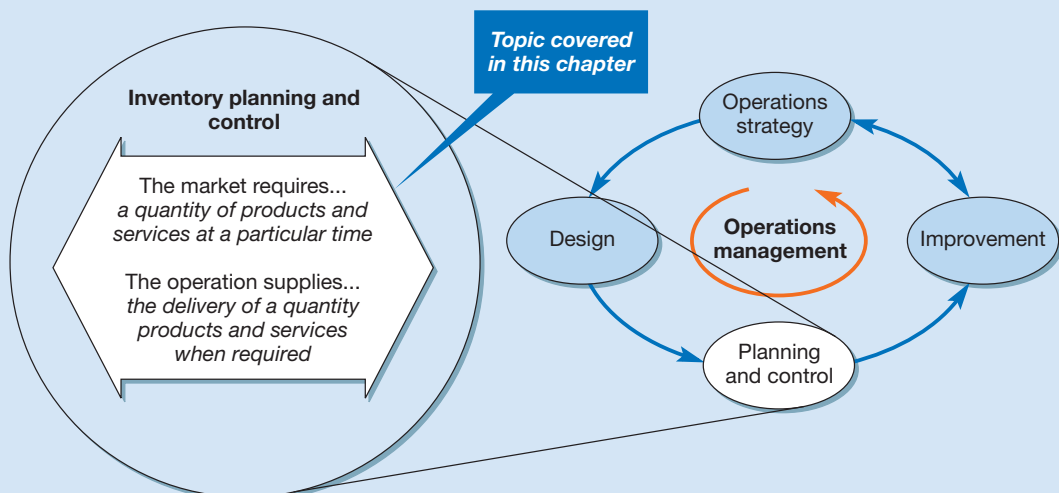 Topic covered
in this chapter
Inventory planning and
control
The market requires...
a quantity of products and
services at a particular time
The operation supplies...
the delivery of a quantity
products and services
when required
Operations
strategy
Design
Operations
management
Improvement
Planning
and control